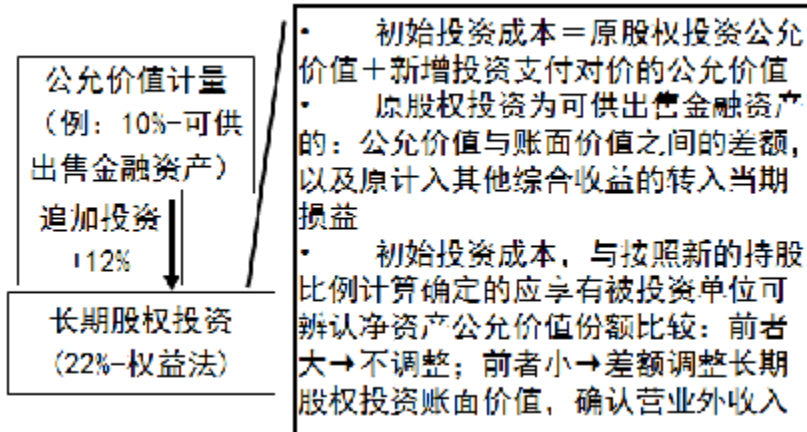 公允价值计量
（例：10%-可供
出售金融资产）
追加投资
+12%
长期股权投资
(22%-权益法)
• 初始投资成本＝原股权投资公允
价值＋新增投资支付对价的公允价值
• 原股权投资为可供出售金融资产
的：公允价值与账面价值之间的差额，
以及原计入其他综合收益的转入当期
损益
• 初始投资成本，与按照新的持股
比例计算确定的应享有被投资单位可
辨认净资产公允价值份额比较：前者
大→不调整；前者小→差额调整长期
股权投资账面价值，确认营业外收入